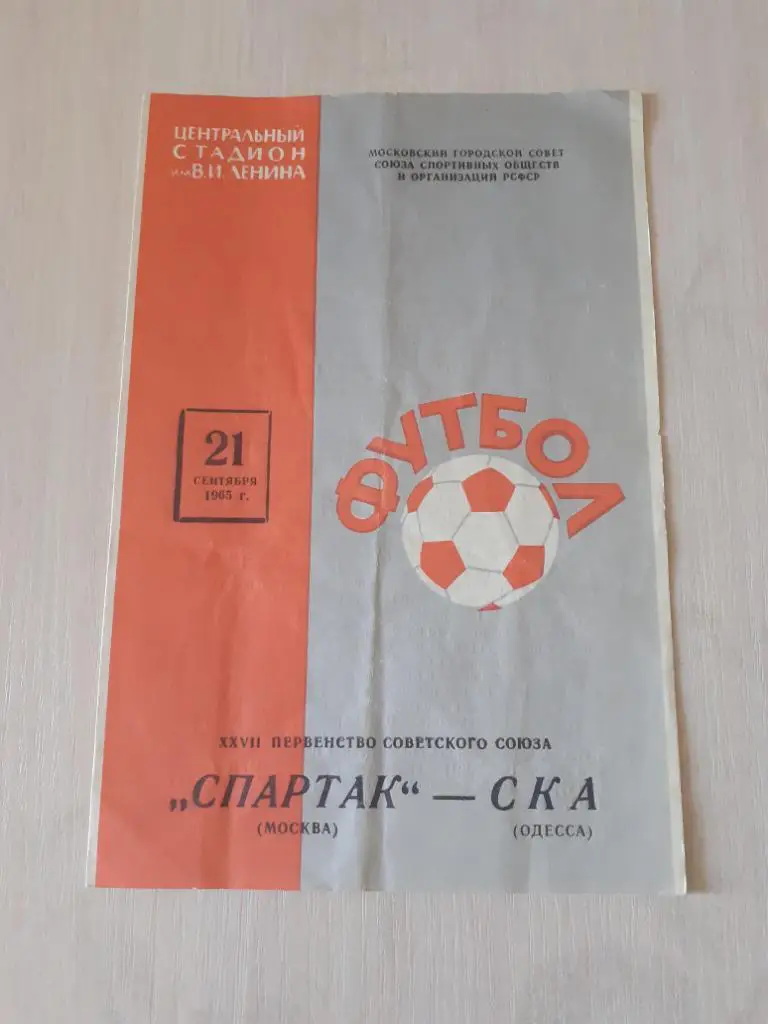 ЦЕНТРАЛЬНЫЙ
СТАДИОН
им В.И. ЛЕНИНА
МОСКОВСКИЙ ГОРОДСКОЙ СОВЕТ
СОЮЗА СПОРТИВНЫХ ОБЩЕСТВ
И ОРГАНИЗАЦИЙ РСФСР
21
СЕНТЯБРЯ
1965 г.
ФУТБОЛ
XXVII ПЕРВЕНСТВО СОВЕТСКОГО СОЮЗА
„СПАРТАК“ — СКА
(МОСКВА) (ОДЕССА)